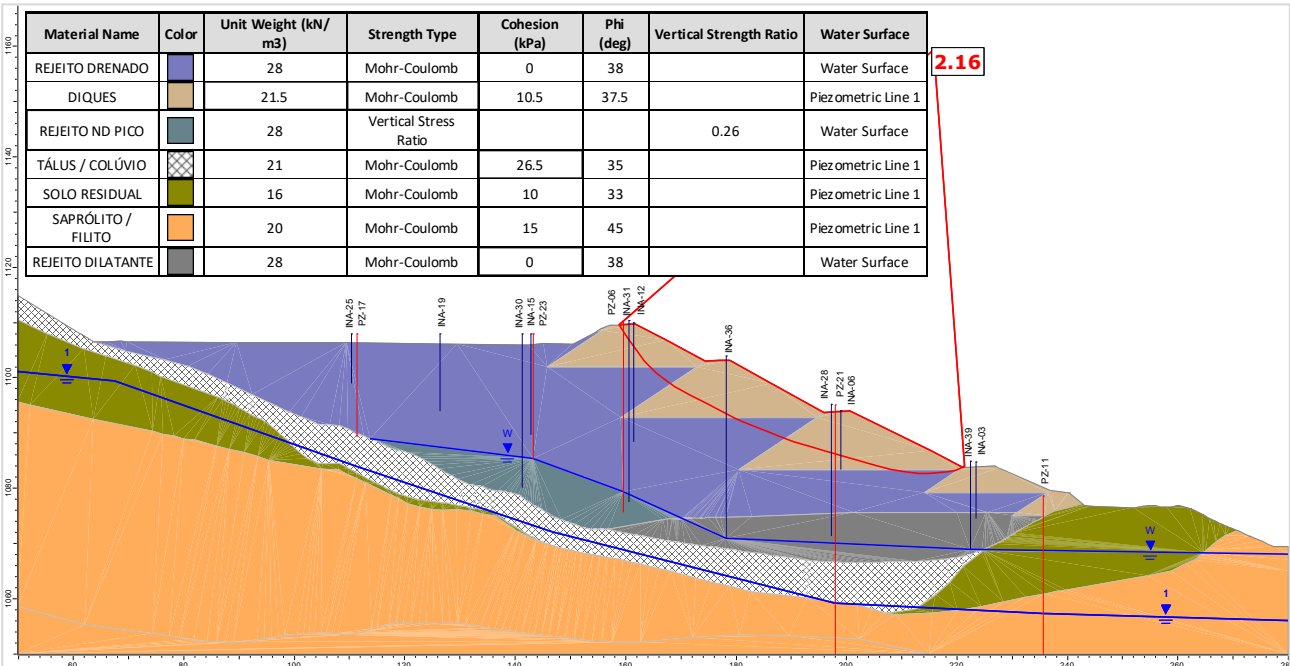 Material Name Color Unit Weight (kN/ m3) Strength Type Cohesion (kPa) Phi (deg) Vertical Strength Ratio Water Surface
REJEITO DRENADO 28 Mohr-Coulomb 0 38 Water Surface
DIQUES 21.5 Mohr-Coulomb 10.5 37.5 Piezometric Line 1
REJEITO ND PICO 28 Vertical Stress Ratio 0.26 Water Surface
TÁLUS / COLÚVIO 21 Mohr-Coulomb 26.5 35 Piezometric Line 1
SOLO RESIDUAL 16 Mohr-Coulomb 10 33 Piezometric Line 1
SAPRÓLITO / FILITO 20 Mohr-Coulomb 15 45 Piezometric Line 1
REJEITO DILATANTE 28 Mohr-Coulomb 0 38 Water Surface
2.16
1160
1140
1120
1100
1080
1060
INA-25
PZ-17
INA-19
INA-30
INA-15
PZ-23
PZ-06
INA-31
INA-12
INA-36
INA-28
PZ-21
INA-06
INA-39
INA-03
PZ-11
1
W
W
1
60
80
100
120
140
160
180
200
220
240
260